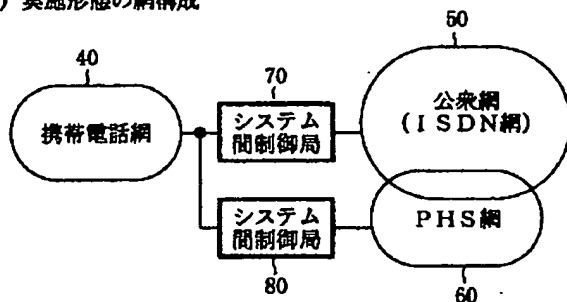 ) 実施形態の網構成
40
携帯電話網
70
システム
間制御局
50
公衆網
(ISDN網)
システム
間制御局
80
PHS網
60